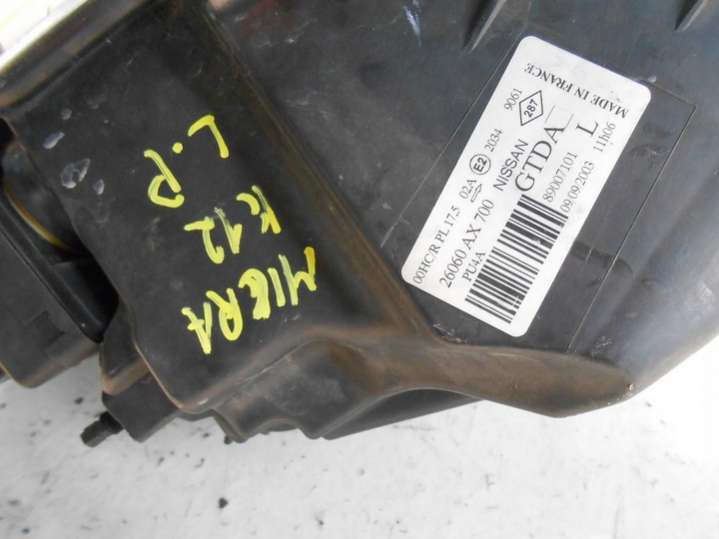 MICRA
K12
L.P
00HC/R PL 17.5 02A E2 2034 9061
26060 AX 700 NISSAN 287
PU4A GTDA
89007101 L
09.09.2003 11h06
MADE IN FRANCE